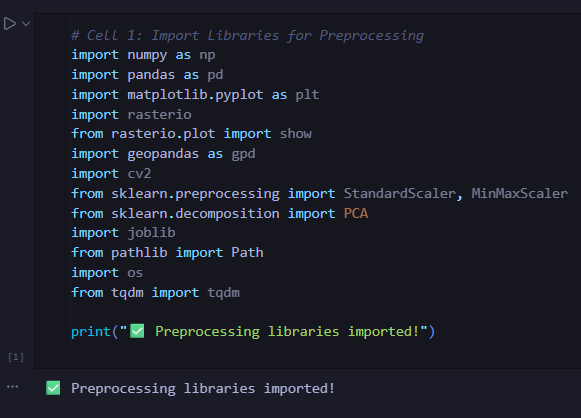 # Cell 1: Import Libraries for Preprocessing
import numpy as np
import pandas as pd
import matplotlib.pyplot as plt
import rasterio
from rasterio.plot import show
import geopandas as gpd
import cv2
from sklearn.preprocessing import StandardScaler, MinMaxScaler
from sklearn.decomposition import PCA
import joblib
from pathlib import Path
import os
from tqdm import tqdm
print("✅ Preprocessing libraries imported!")
[1]
... ✅ Preprocessing libraries imported!